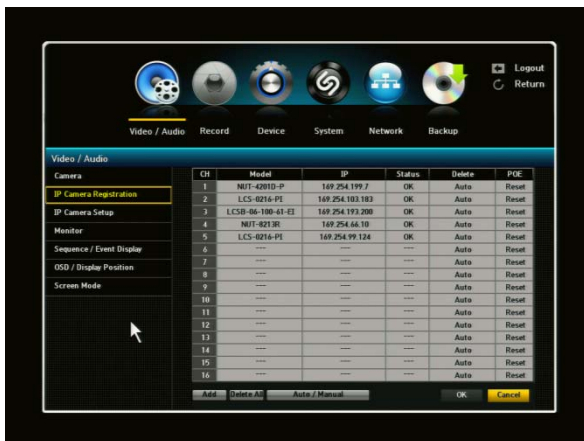 Logout
Return
Video / Audio Record Device System Network Backup
Video / Audio
Camera
IP Camera Registration
IP Camera Setup
Monitor
Sequence / Event Display
OSD / Display Position
Screen Mode
CH Model IP Status Delete POE
1 NUT-4201D-P 169.254.199.7 OK Auto Reset
2 LCS-0216-PI 169.254.103.183 OK Auto Reset
3 LCSB-06-100-61-EI 169.254.193.200 OK Auto Reset
4 NUT-8213R 169.254.66.10 OK Auto Reset
5 LCS-0216-PI 169.254.99.124 OK Auto Reset
6 --- --- --- Auto Reset
7 --- --- --- Auto Reset
8 --- --- --- Auto Reset
9 --- --- --- Auto Reset
10 --- --- --- Auto Reset
11 --- --- --- Auto Reset
12 --- --- --- Auto Reset
13 --- --- --- Auto Reset
14 --- --- --- Auto Reset
15 --- --- --- Auto Reset
16 --- --- --- Auto Reset
Add Delete All Auto / Manual OK Cancel